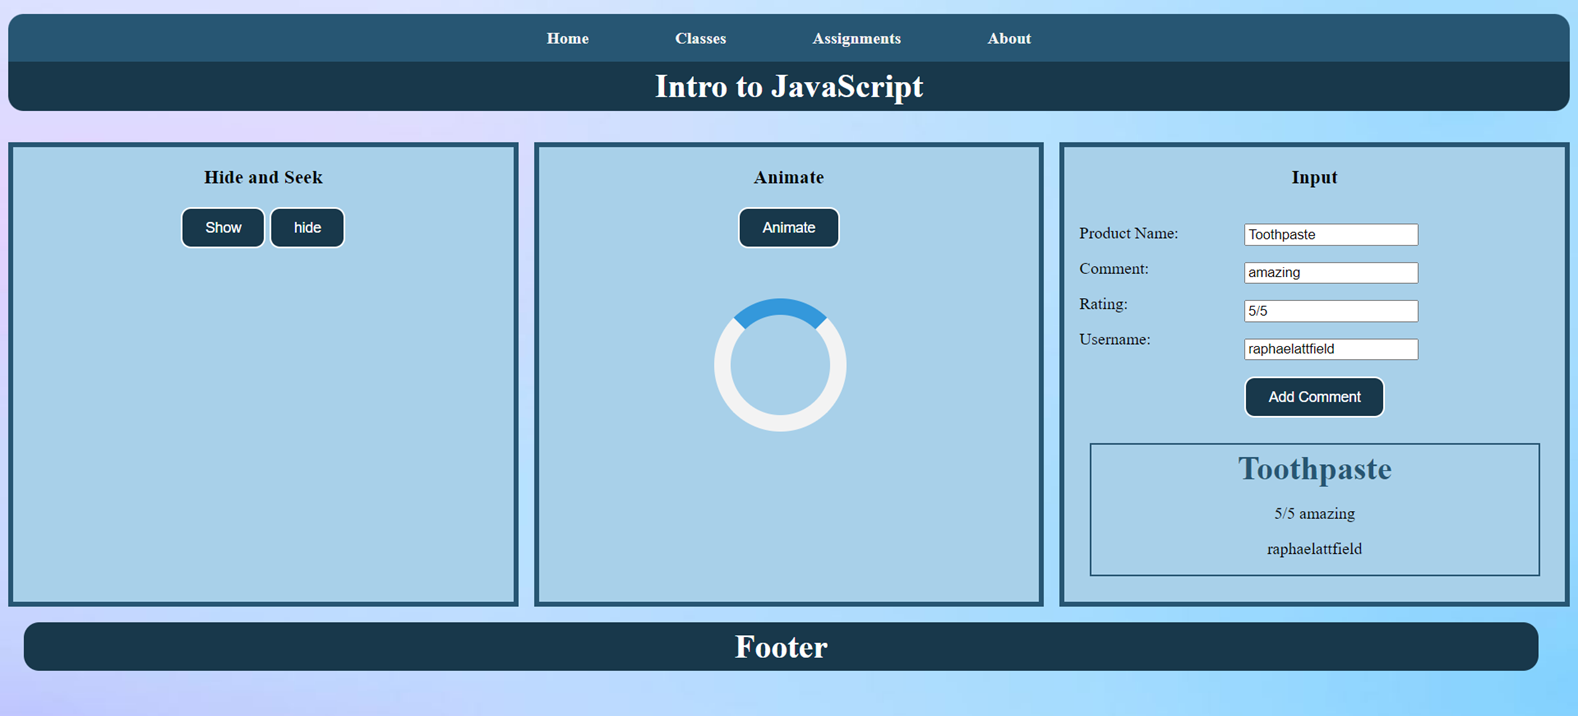 Home Classes Assignments About
Intro to JavaScript
Hide and Seek
Show hide
Animate
Animate
Input
Product Name: Toothpaste
Comment: amazing
Rating: 5/5
Username: raphaelattfield
Add Comment
Toothpaste
5/5 amazing
raphaelattfield
Footer